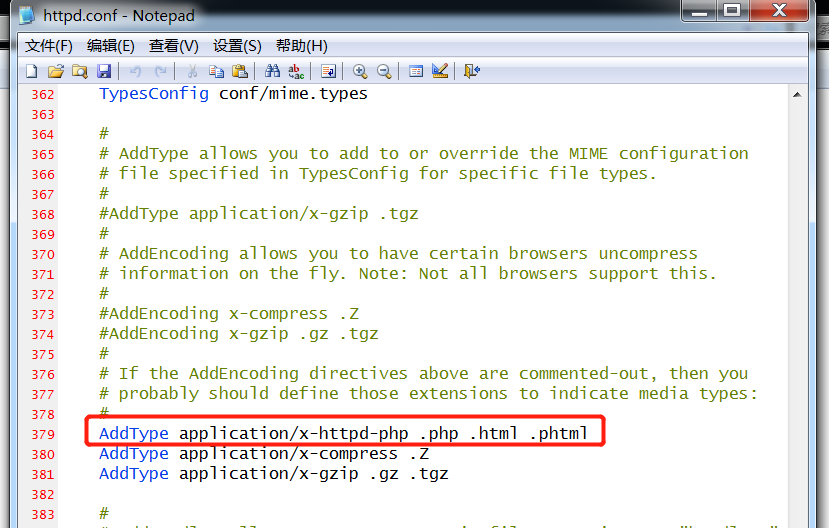 httpd.conf - Notepad
文件(F) 编辑(E) 查看(V) 设置(S) 帮助(H)
362 TypesConfig conf/mime.types
363
364 #
365 # AddType allows you to add to or override the MIME configuration
366 # file specified in TypesConfig for specific file types.
367 #
368 #AddType application/x-gzip .tgz
369 #
370 # AddEncoding allows you to have certain browsers uncompress
371 # information on the fly. Note: Not all browsers support this.
372 #
373 #AddEncoding x-compress .Z
374 #AddEncoding x-gzip .gz .tgz
375 #
376 # If the AddEncoding directives above are commented-out, then you
377 # probably should define those extensions to indicate media types:
378 #
379 AddType application/x-httpd-php .php .html .phtml
380 AddType application/x-compress .Z
381 AddType application/x-gzip .gz .tgz
382
383 #